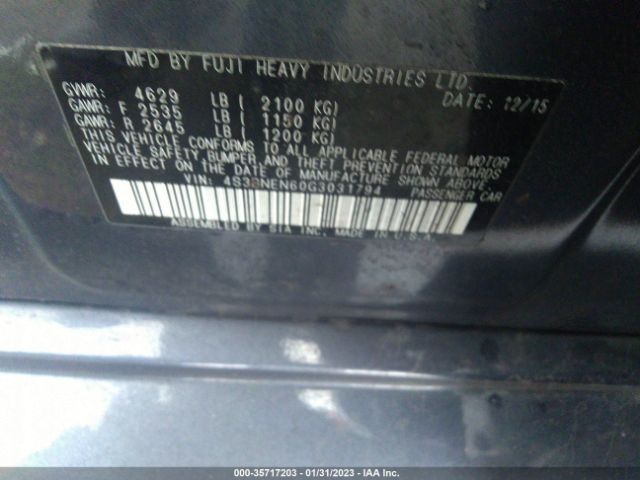 MFD BY FUJI HEAVY INDUSTRIES LTD.
GVWR: 4629 LB ( 2100 KG) DATE: 12/15
GAWR: F 2535 LB ( 1150 KG)
GAWR: R 2645 LB ( 1200 KG)
THIS VEHICLE CONFORMS TO ALL APPLICABLE FEDERAL MOTOR
VEHICLE SAFETY, BUMPER, AND THEFT PREVENTION STANDARDS
IN EFFECT ON THE DATE OF MANUFACTURE SHOWN ABOVE.
VIN: 4S3BNEN60G3031794 PASSENGER CAR
ASSEMBLED BY SIA INC. MADE IN U.S.A.
000-35717203 - 01/31/2023 - IAA Inc.